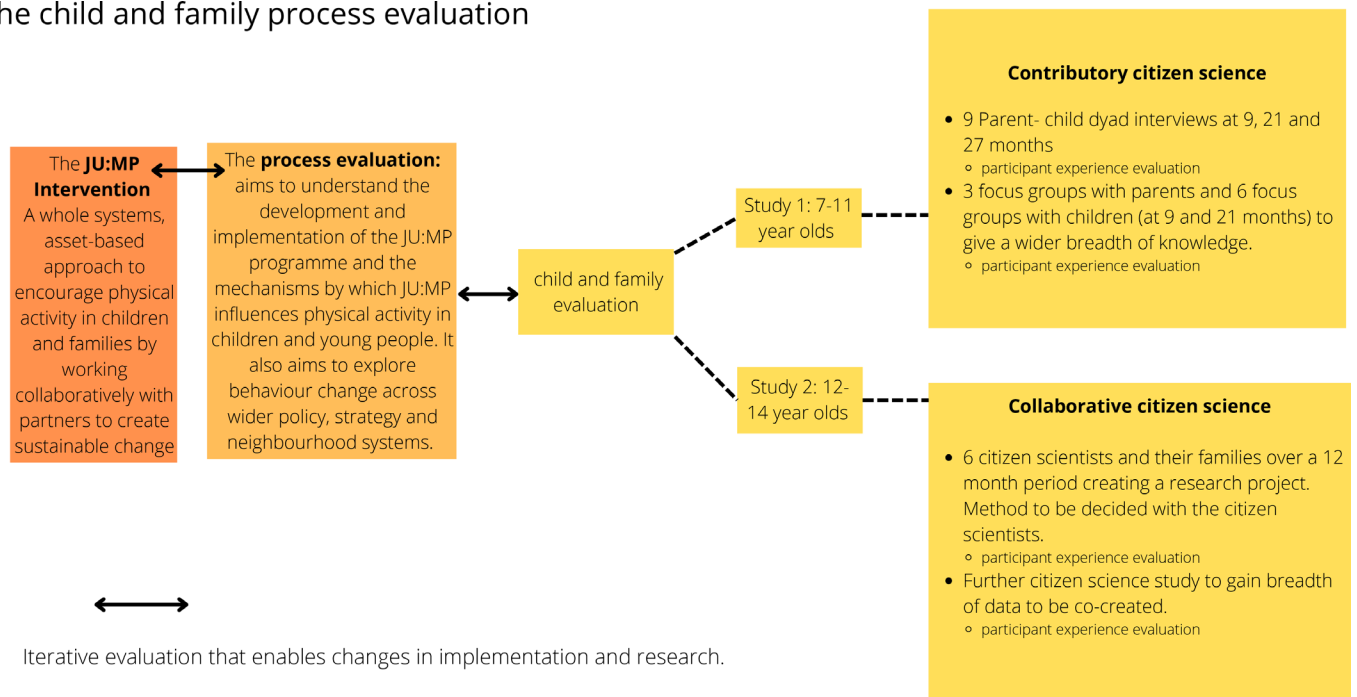 he child and family process evaluation
The JU:MP
Intervention
A whole systems,
asset-based
approach to
encourage physical
activity in children
and families by
working
collaboratively with
partners to create
sustainable change
The process evaluation:
aims to understand the
development and
implementation of the JU:MP
programme and the
mechanisms by which JU:MP
influences physical activity in
children and young people. It
also aims to explore
behaviour change across
wider policy, strategy and
neighbourhood systems.
child and family
evaluation
Study 1: 7-11
year olds
Contributory citizen science
• 9 Parent- child dyad interviews at 9, 21 and
27 months
◦ participant experience evaluation
• 3 focus groups with parents and 6 focus
groups with children (at 9 and 21 months) to
give a wider breadth of knowledge.
◦ participant experience evaluation
Study 2: 12-
14 year olds
Collaborative citizen science
• 6 citizen scientists and their families over a 12
month period creating a research project.
Method to be decided with the citizen
scientists.
◦ participant experience evaluation
• Further citizen science study to gain breadth
of data to be co-created.
◦ participant experience evaluation
Iterative evaluation that enables changes in implementation and research.